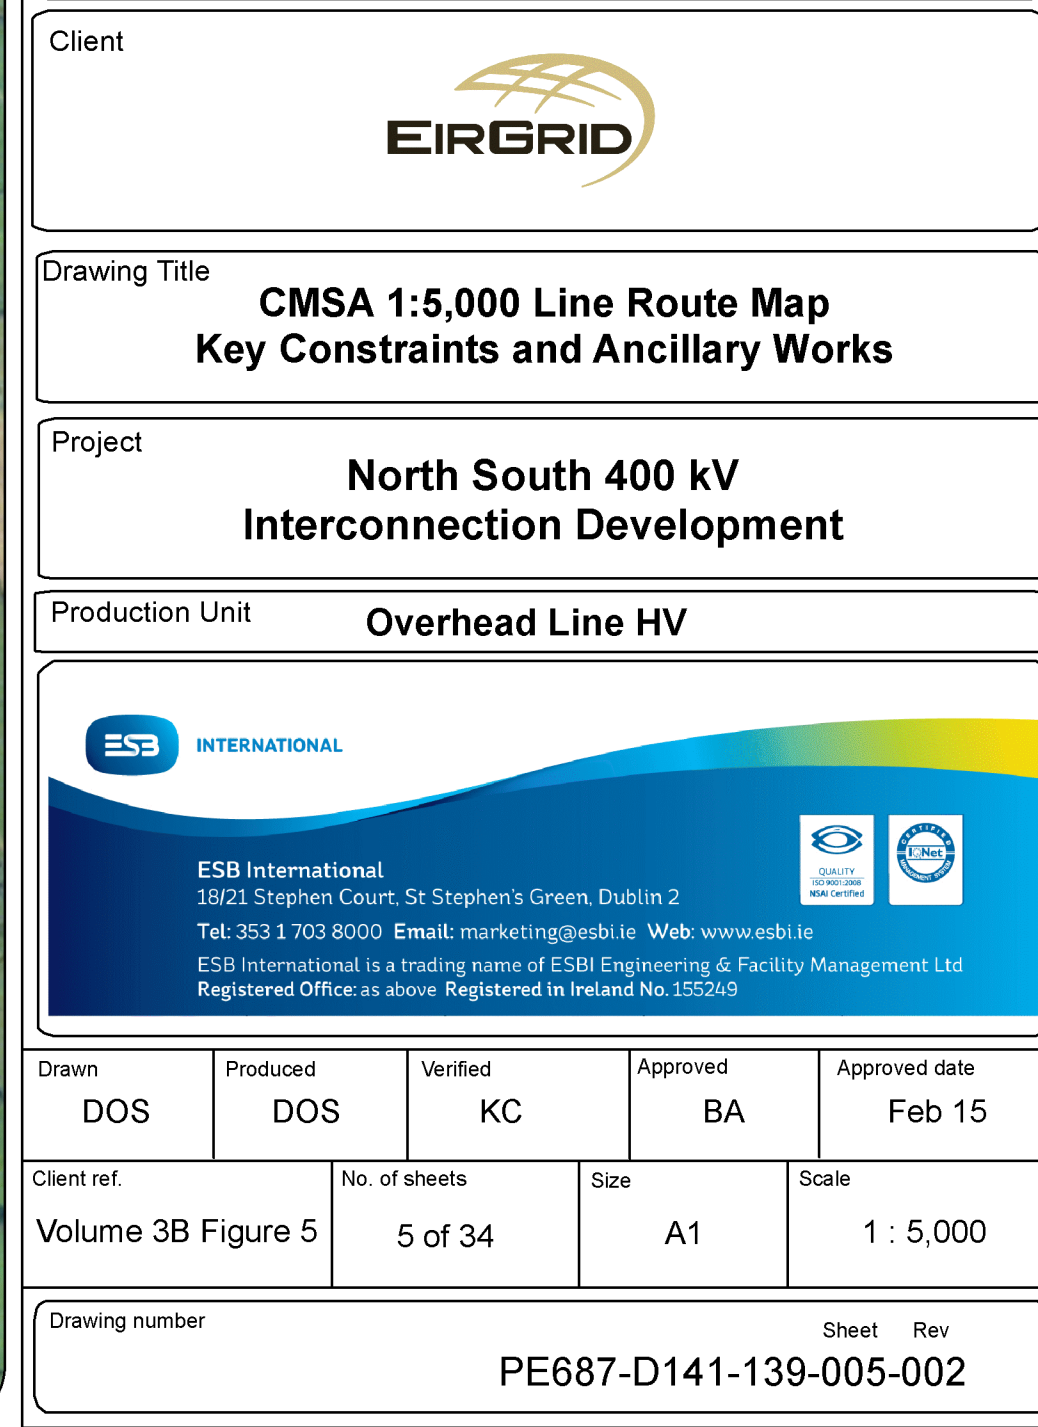 Client
EIRGRID
Drawing Title
CMSA 1:5,000 Line Route Map
Key Constraints and Ancillary Works
Project
North South 400 kV
Interconnection Development
Production Unit
Overhead Line HV
ESB INTERNATIONAL
QUALITY
ISO 9001:2008
NSAI Certified
CERTIFIED
IQNet
MANAGEMENT SYSTEM
ESB International
18/21 Stephen Court, St Stephen's Green, Dublin 2
Tel: 353 1 703 8000 Email: marketing@esbi.ie Web: www.esbi.ie
ESB International is a trading name of ESBI Engineering & Facility Management Ltd
Registered Office: as above Registered in Ireland No. 155249
Drawn Produced Verified Approved Approved date
DOS DOS KC BA Feb 15
Client ref. No. of sheets Size Scale
Volume 3B Figure 5 5 of 34 A1 1 : 5,000
Drawing number
Sheet Rev
PE687-D141-139-005-002